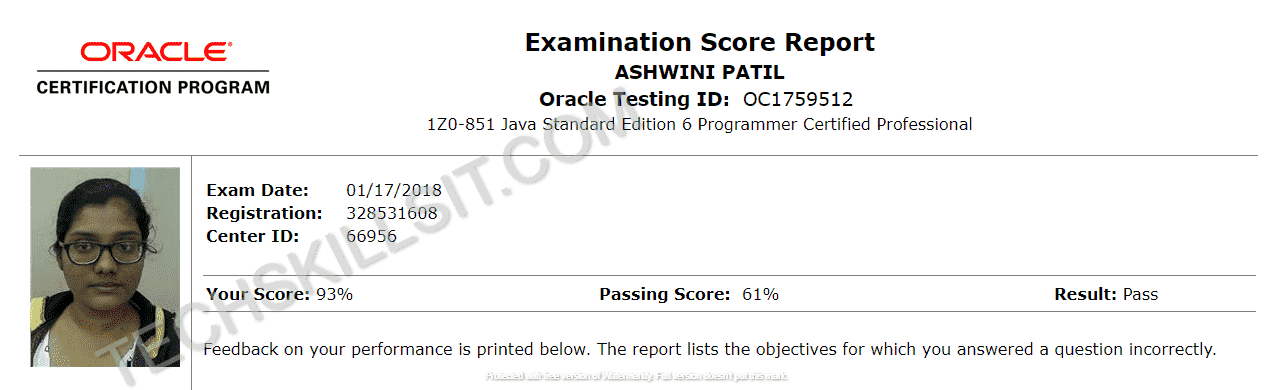 ORACLE
CERTIFICATION PROGRAM
Examination Score Report
ASHWINI PATIL
Oracle Testing ID: OC1759512
1Z0-851 Java Standard Edition 6 Programmer Certified Professional
Exam Date: 01/17/2018
Registration: 328531608
Center ID: 66956
Your Score: 93% Passing Score: 61% Result: Pass
Feedback on your performance is printed below. The report lists the objectives for which you answered a question incorrectly.
TECHSKILLSIT.COM
Protected with free version of Watermarkly. Full version doesn't put this mark.